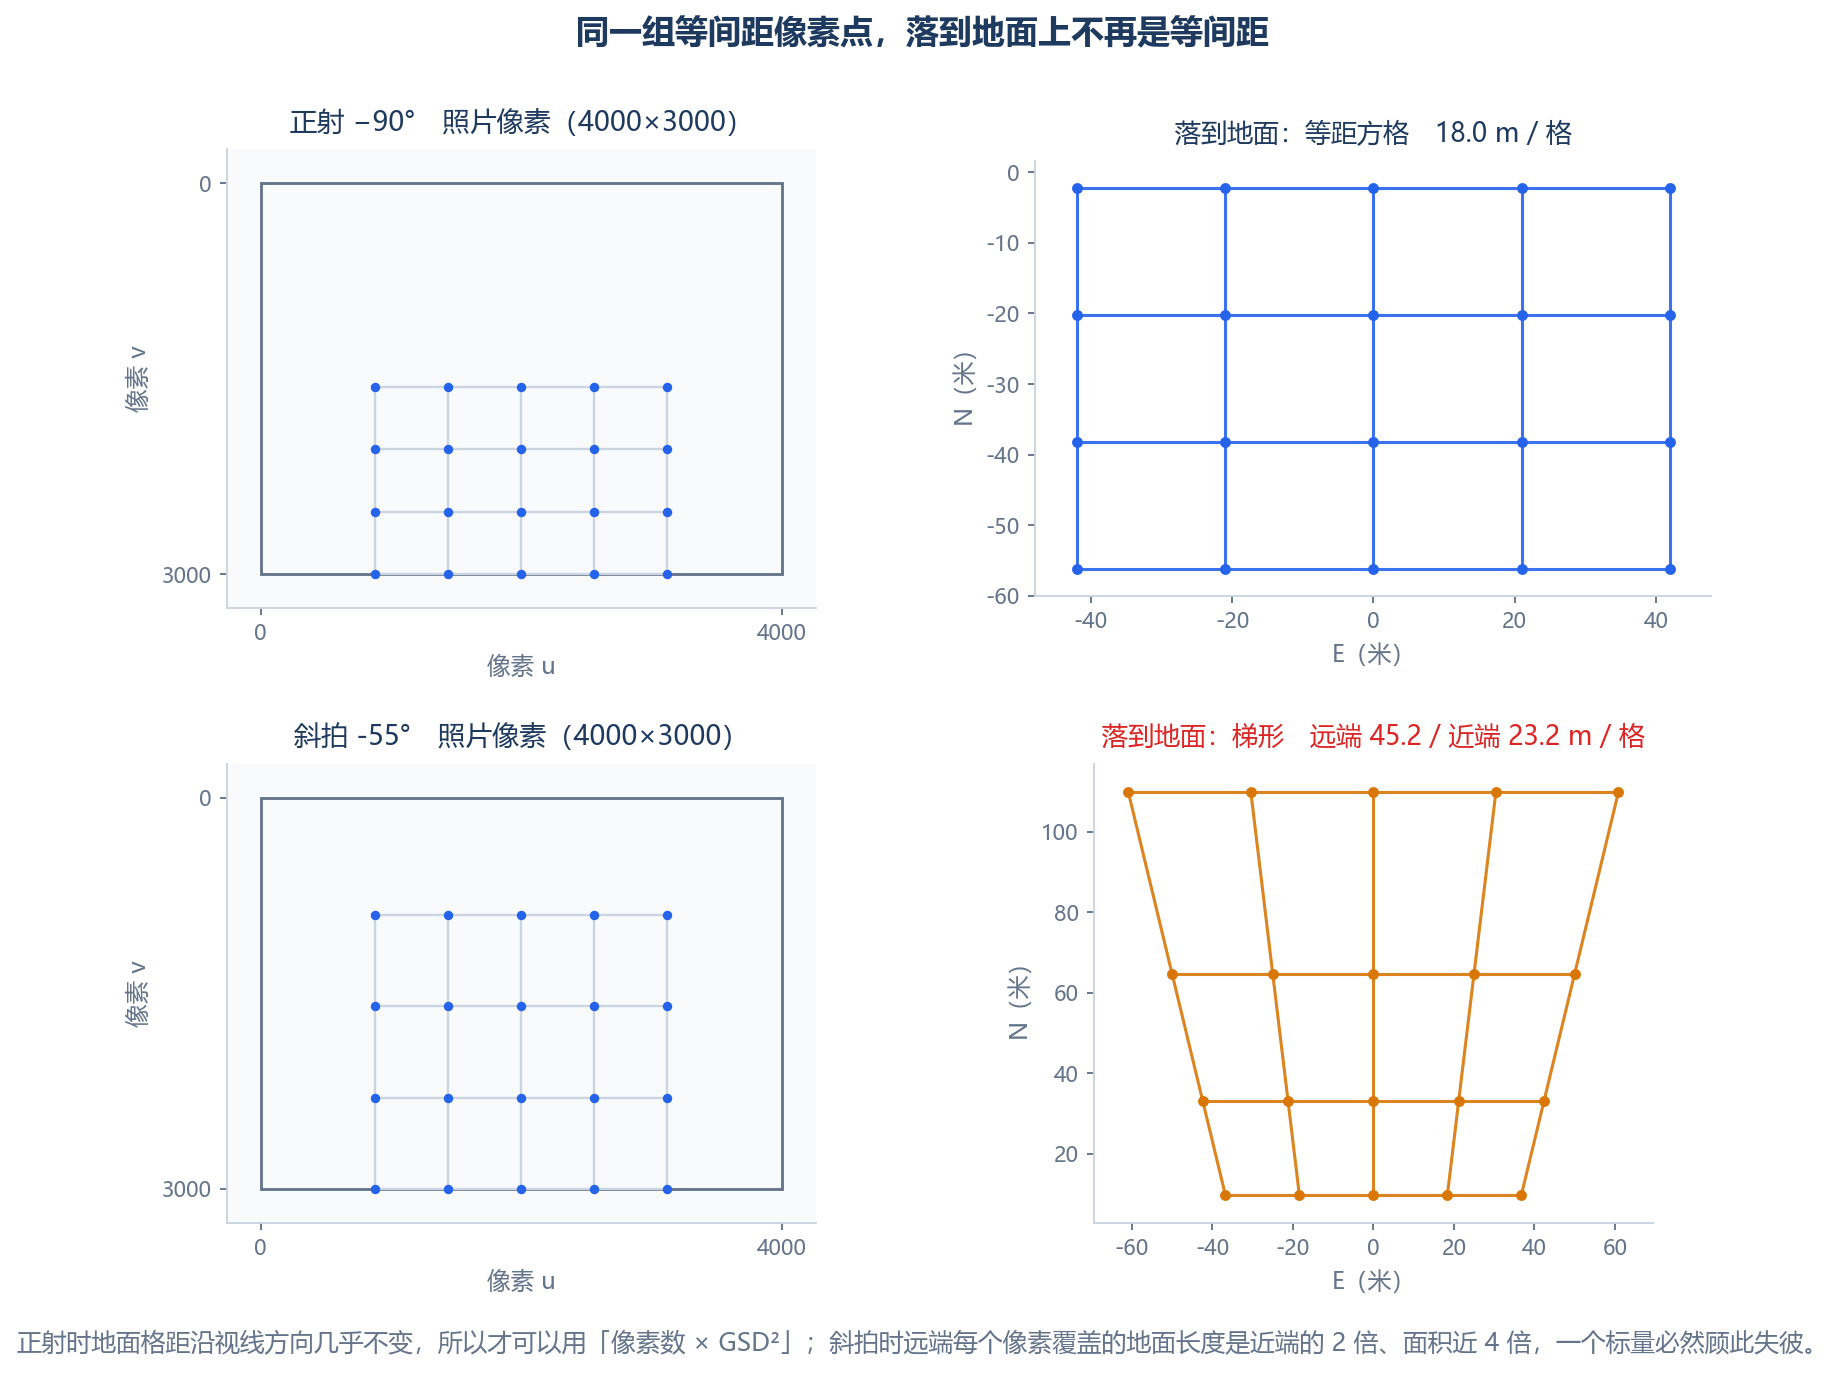 同一组等间距像素点，落到地面上不再是等间距
正射 −90°　照片像素（4000×3000）
0
3000
像素 v
0
4000
像素 u
落到地面：等距方格　18.0 m / 格
0
-10
-20
-30
-40
-50
-60
N（米）
-40
-20
0
20
40
E（米）
斜拍 -55°　照片像素（4000×3000）
0
3000
像素 v
0
4000
像素 u
落到地面：梯形　远端 45.2 / 近端 23.2 m / 格
100
80
60
40
20
N（米）
-60
-40
-20
0
20
40
60
E（米）
正射时地面格距沿视线方向几乎不变，所以才可以用「像素数 × GSD²」；斜拍时远端每个像素覆盖的地面长度是近端的 2 倍、面积近 4 倍，一个标量必然顾此失彼。